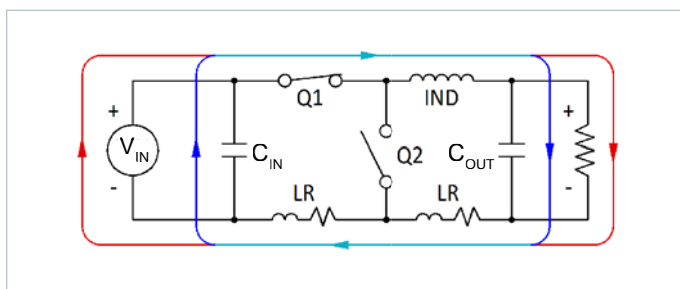 Q1
IND
+
+
V_IN
C_IN
Q2
C_OUT
-
LR
LR
-